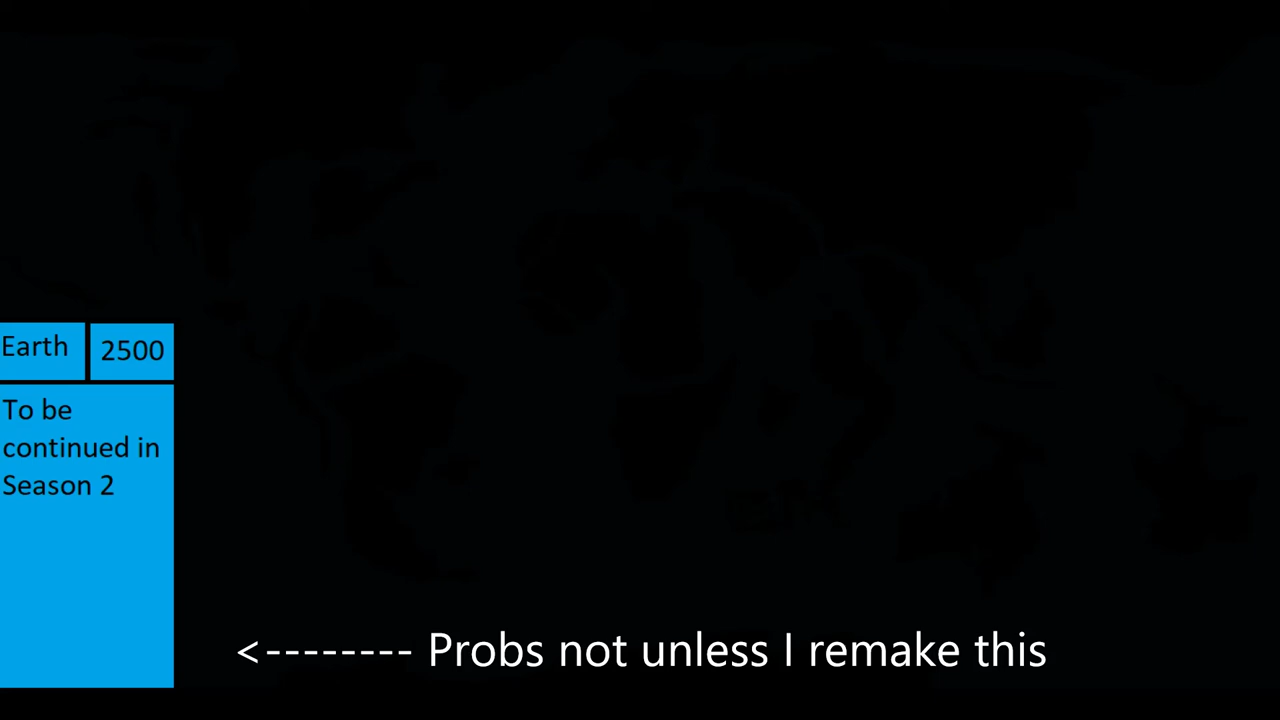 Earth
2500
To be
continued in
Season 2
<-------- Probs not unless I remake this